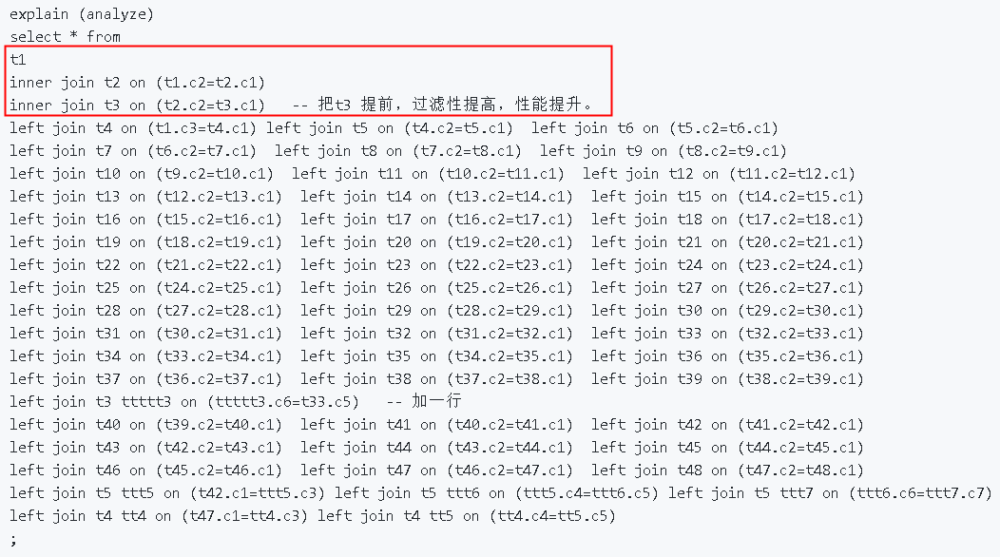 explain (analyze)
select * from
t1
inner join t2 on (t1.c2=t2.c1)
inner join t3 on (t2.c2=t3.c1)   -- 把t3 提前，过滤性提高，性能提升。
left join t4 on (t1.c3=t4.c1) left join t5 on (t4.c2=t5.c1)  left join t6 on (t5.c2=t6.c1)
left join t7 on (t6.c2=t7.c1)  left join t8 on (t7.c2=t8.c1)  left join t9 on (t8.c2=t9.c1)
left join t10 on (t9.c2=t10.c1)  left join t11 on (t10.c2=t11.c1)  left join t12 on (t11.c2=t12.c1)
left join t13 on (t12.c2=t13.c1)  left join t14 on (t13.c2=t14.c1)  left join t15 on (t14.c2=t15.c1)
left join t16 on (t15.c2=t16.c1)  left join t17 on (t16.c2=t17.c1)  left join t18 on (t17.c2=t18.c1)
left join t19 on (t18.c2=t19.c1)  left join t20 on (t19.c2=t20.c1)  left join t21 on (t20.c2=t21.c1)
left join t22 on (t21.c2=t22.c1)  left join t23 on (t22.c2=t23.c1)  left join t24 on (t23.c2=t24.c1)
left join t25 on (t24.c2=t25.c1)  left join t26 on (t25.c2=t26.c1)  left join t27 on (t26.c2=t27.c1)
left join t28 on (t27.c2=t28.c1)  left join t29 on (t28.c2=t29.c1)  left join t30 on (t29.c2=t30.c1)
left join t31 on (t30.c2=t31.c1)  left join t32 on (t31.c2=t32.c1)  left join t33 on (t32.c2=t33.c1)
left join t34 on (t33.c2=t34.c1)  left join t35 on (t34.c2=t35.c1)  left join t36 on (t35.c2=t36.c1)
left join t37 on (t36.c2=t37.c1)  left join t38 on (t37.c2=t38.c1)  left join t39 on (t38.c2=t39.c1)
left join t3 ttttt3 on (ttttt3.c6=t33.c5)   -- 加一行
left join t40 on (t39.c2=t40.c1)  left join t41 on (t40.c2=t41.c1)  left join t42 on (t41.c2=t42.c1)
left join t43 on (t42.c2=t43.c1)  left join t44 on (t43.c2=t44.c1)  left join t45 on (t44.c2=t45.c1)
left join t46 on (t45.c2=t46.c1)  left join t47 on (t46.c2=t47.c1)  left join t48 on (t47.c2=t48.c1)
left join t5 ttt5 on (t42.c1=ttt5.c3) left join t5 ttt6 on (ttt5.c4=ttt6.c5) left join t5 ttt7 on (ttt6.c6=ttt7.c7)
left join t4 tt4 on (t47.c1=tt4.c3) left join t4 tt5 on (tt4.c4=tt5.c5)
;